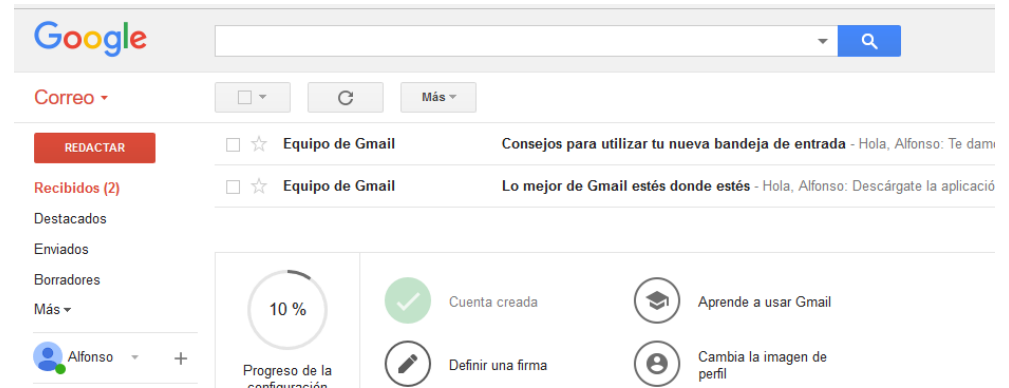 Google
Correo
Más
REDACTAR
Equipo de Gmail Consejos para utilizar tu nueva bandeja de entrada - Hola, Alfonso: Te dam
Recibidos (2)
Equipo de Gmail Lo mejor de Gmail estés donde estés - Hola, Alfonso: Descárgate la aplicació
Destacados
Enviados
Borradores
Más
10 %
Cuenta creada
Aprende a usar Gmail
Alfonso
Progreso de la
configuración
Definir una firma
Cambia la imagen de
perfil